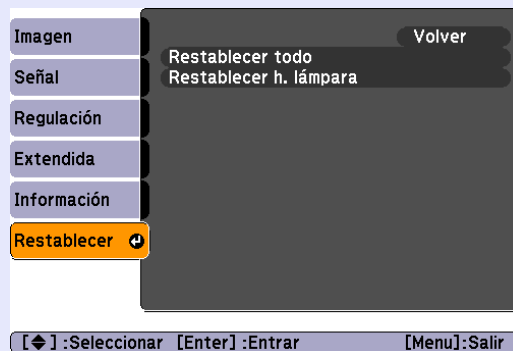 Imagen
Señal
Regulación
Extendida
Información
Restablecer
Volver
Restablecer todo
Restablecer h. lámpara
[◆] :Seleccionar [Enter] :Entrar [Menu]:Salir